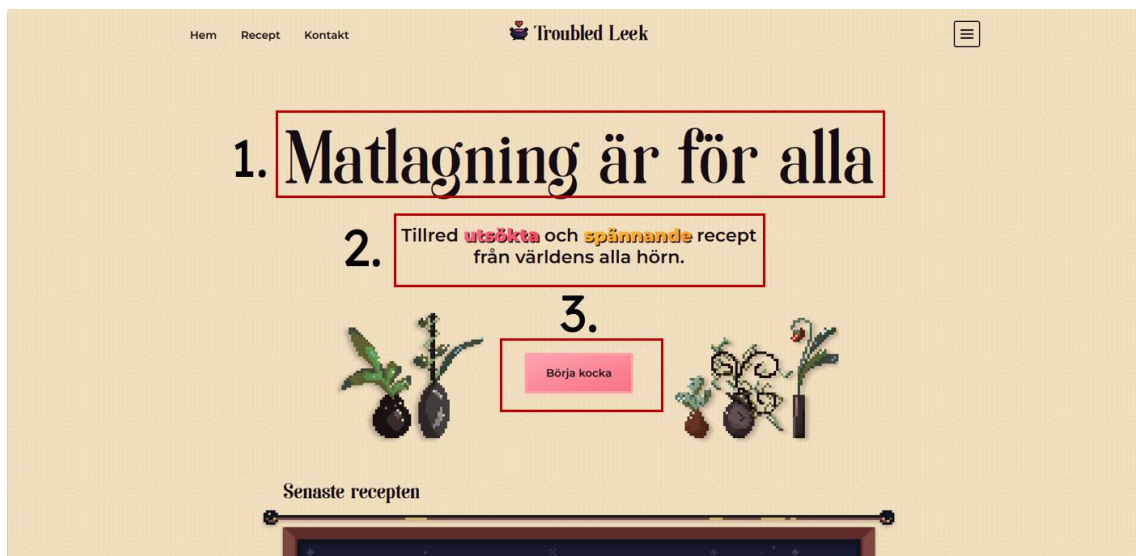 Hem Recept Kontakt
Troubled Leek
1. Matlagning är för alla
2. Tillred utsökta och spännande recept
från världens alla hörn.
3.
Börja kocka
Senaste recepten